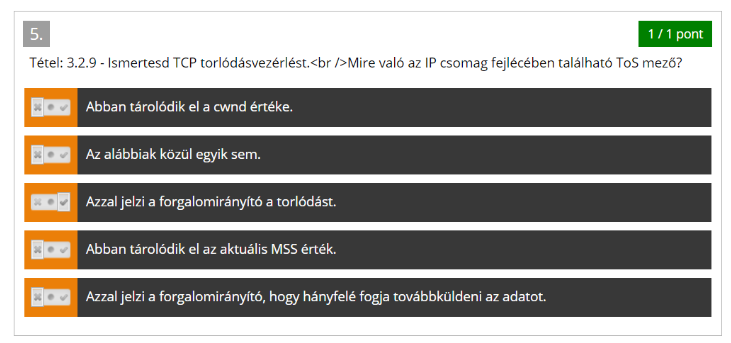 5.
1 / 1 pont
Tétel: 3.2.9 - Ismertesd TCP torlódásvezérlést.<br />Mire való az IP csomag fejlécében található ToS mező?
Abban tárolódik el a cwnd értéke.
Az alábbiak közül egyik sem.
Azzal jelzi a forgalomirányító a torlódást.
Abban tárolódik el az aktuális MSS érték.
Azzal jelzi a forgalomirányító, hogy hányfelé fogja továbbküldeni az adatot.